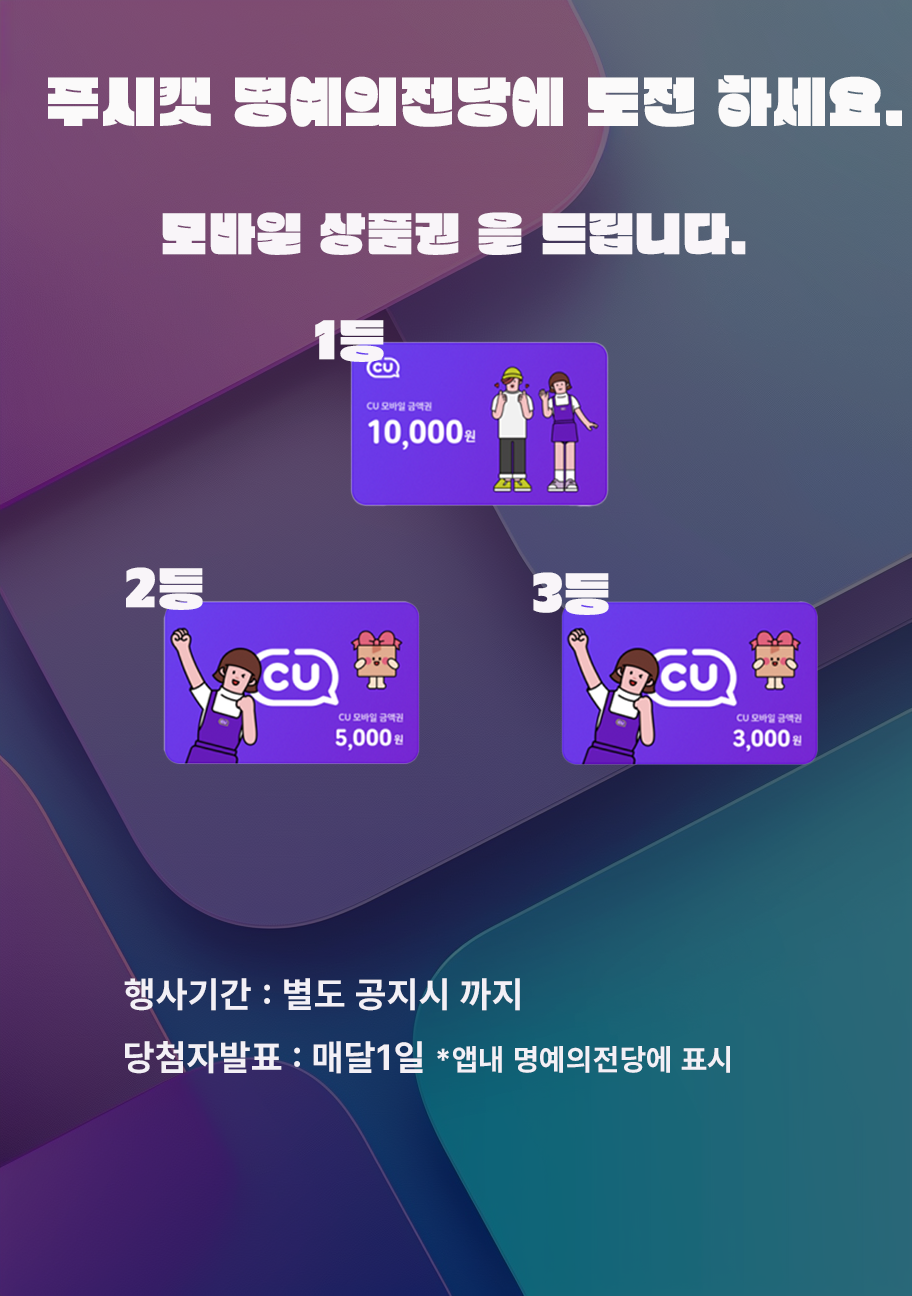 푸시캣 명예의전당에 도전 하세요.
모바일 상품권 을 드립니다.
1등
CU
CU 모바일 금액권
10,000원
2등
CU
CU 모바일 금액권
5,000원
3등
CU
CU 모바일 금액권
3,000원
행사기간 : 별도 공지시 까지
당첨자발표 : 매달1일 *앱내 명예의전당에 표시